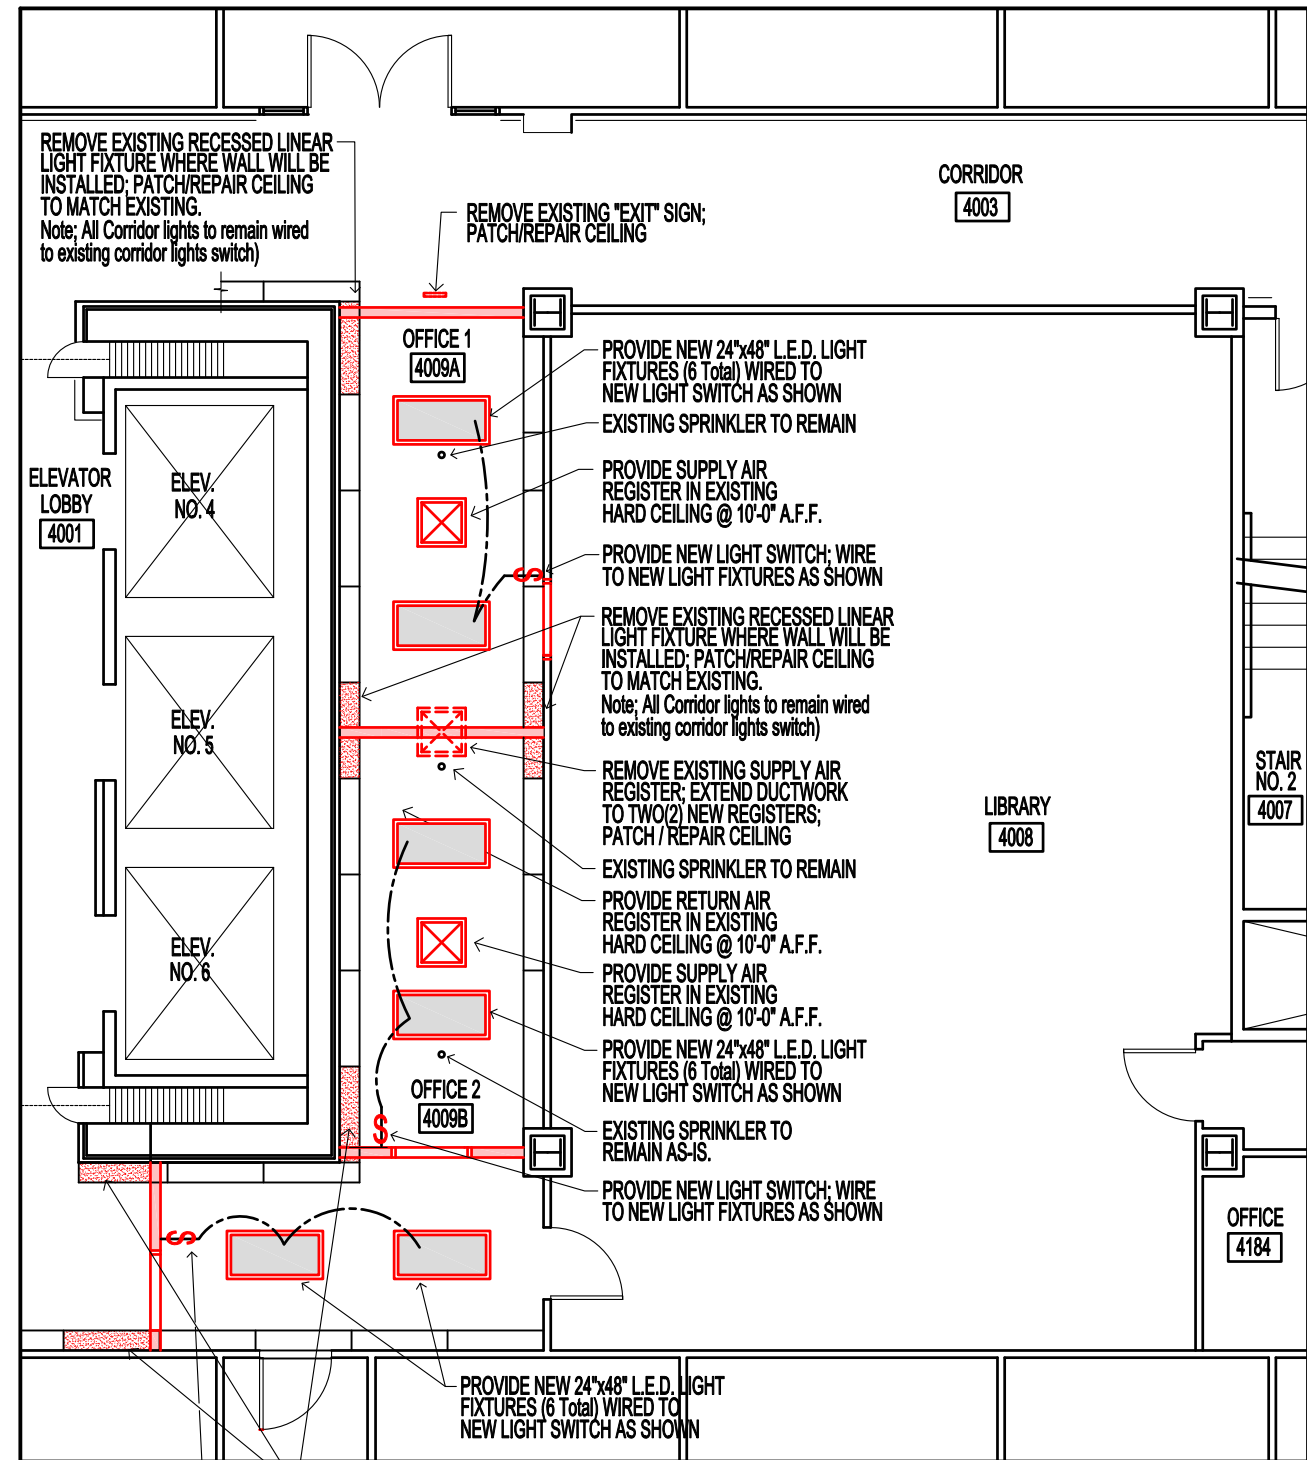 REMOVE EXISTING RECESSED LINEAR
LIGHT FIXTURE WHERE WALL WILL BE
INSTALLED; PATCH/REPAIR CEILING
TO MATCH EXISTING.
Note; All Corridor lights to remain wired
to existing corridor lights switch)
REMOVE EXISTING "EXIT" SIGN;
PATCH/REPAIR CEILING
CORRIDOR
4003
OFFICE 1
4009A
PROVIDE NEW 24"x48" L.E.D. LIGHT
FIXTURES (6 Total) WIRED TO
NEW LIGHT SWITCH AS SHOWN
EXISTING SPRINKLER TO REMAIN
ELEVATOR
LOBBY
4001
ELEV.
NO. 4
PROVIDE SUPPLY AIR
REGISTER IN EXISTING
HARD CEILING @ 10'-0" A.F.F.
S
PROVIDE NEW LIGHT SWITCH; WIRE
TO NEW LIGHT FIXTURES AS SHOWN
REMOVE EXISTING RECESSED LINEAR
LIGHT FIXTURE WHERE WALL WILL BE
INSTALLED; PATCH/REPAIR CEILING
TO MATCH EXISTING.
Note; All Corridor lights to remain wired
to existing corridor lights switch)
ELEV.
NO. 5
REMOVE EXISTING SUPPLY AIR
REGISTER; EXTEND DUCTWORK
TO TWO(2) NEW REGISTERS;
PATCH / REPAIR CEILING
LIBRARY
4008
STAIR
NO. 2
4007
EXISTING SPRINKLER TO REMAIN
PROVIDE RETURN AIR
REGISTER IN EXISTING
HARD CEILING @ 10'-0" A.F.F.
ELEV.
NO. 6
PROVIDE SUPPLY AIR
REGISTER IN EXISTING
HARD CEILING @ 10'-0" A.F.F.
PROVIDE NEW 24"x48" L.E.D. LIGHT
FIXTURES (6 Total) WIRED TO
NEW LIGHT SWITCH AS SHOWN
OFFICE 2
4009B
S
EXISTING SPRINKLER TO
REMAIN AS-IS.
PROVIDE NEW LIGHT SWITCH; WIRE
TO NEW LIGHT FIXTURES AS SHOWN
S
OFFICE
4184
PROVIDE NEW 24"x48" L.E.D. LIGHT
FIXTURES (6 Total) WIRED TO
NEW LIGHT SWITCH AS SHOWN